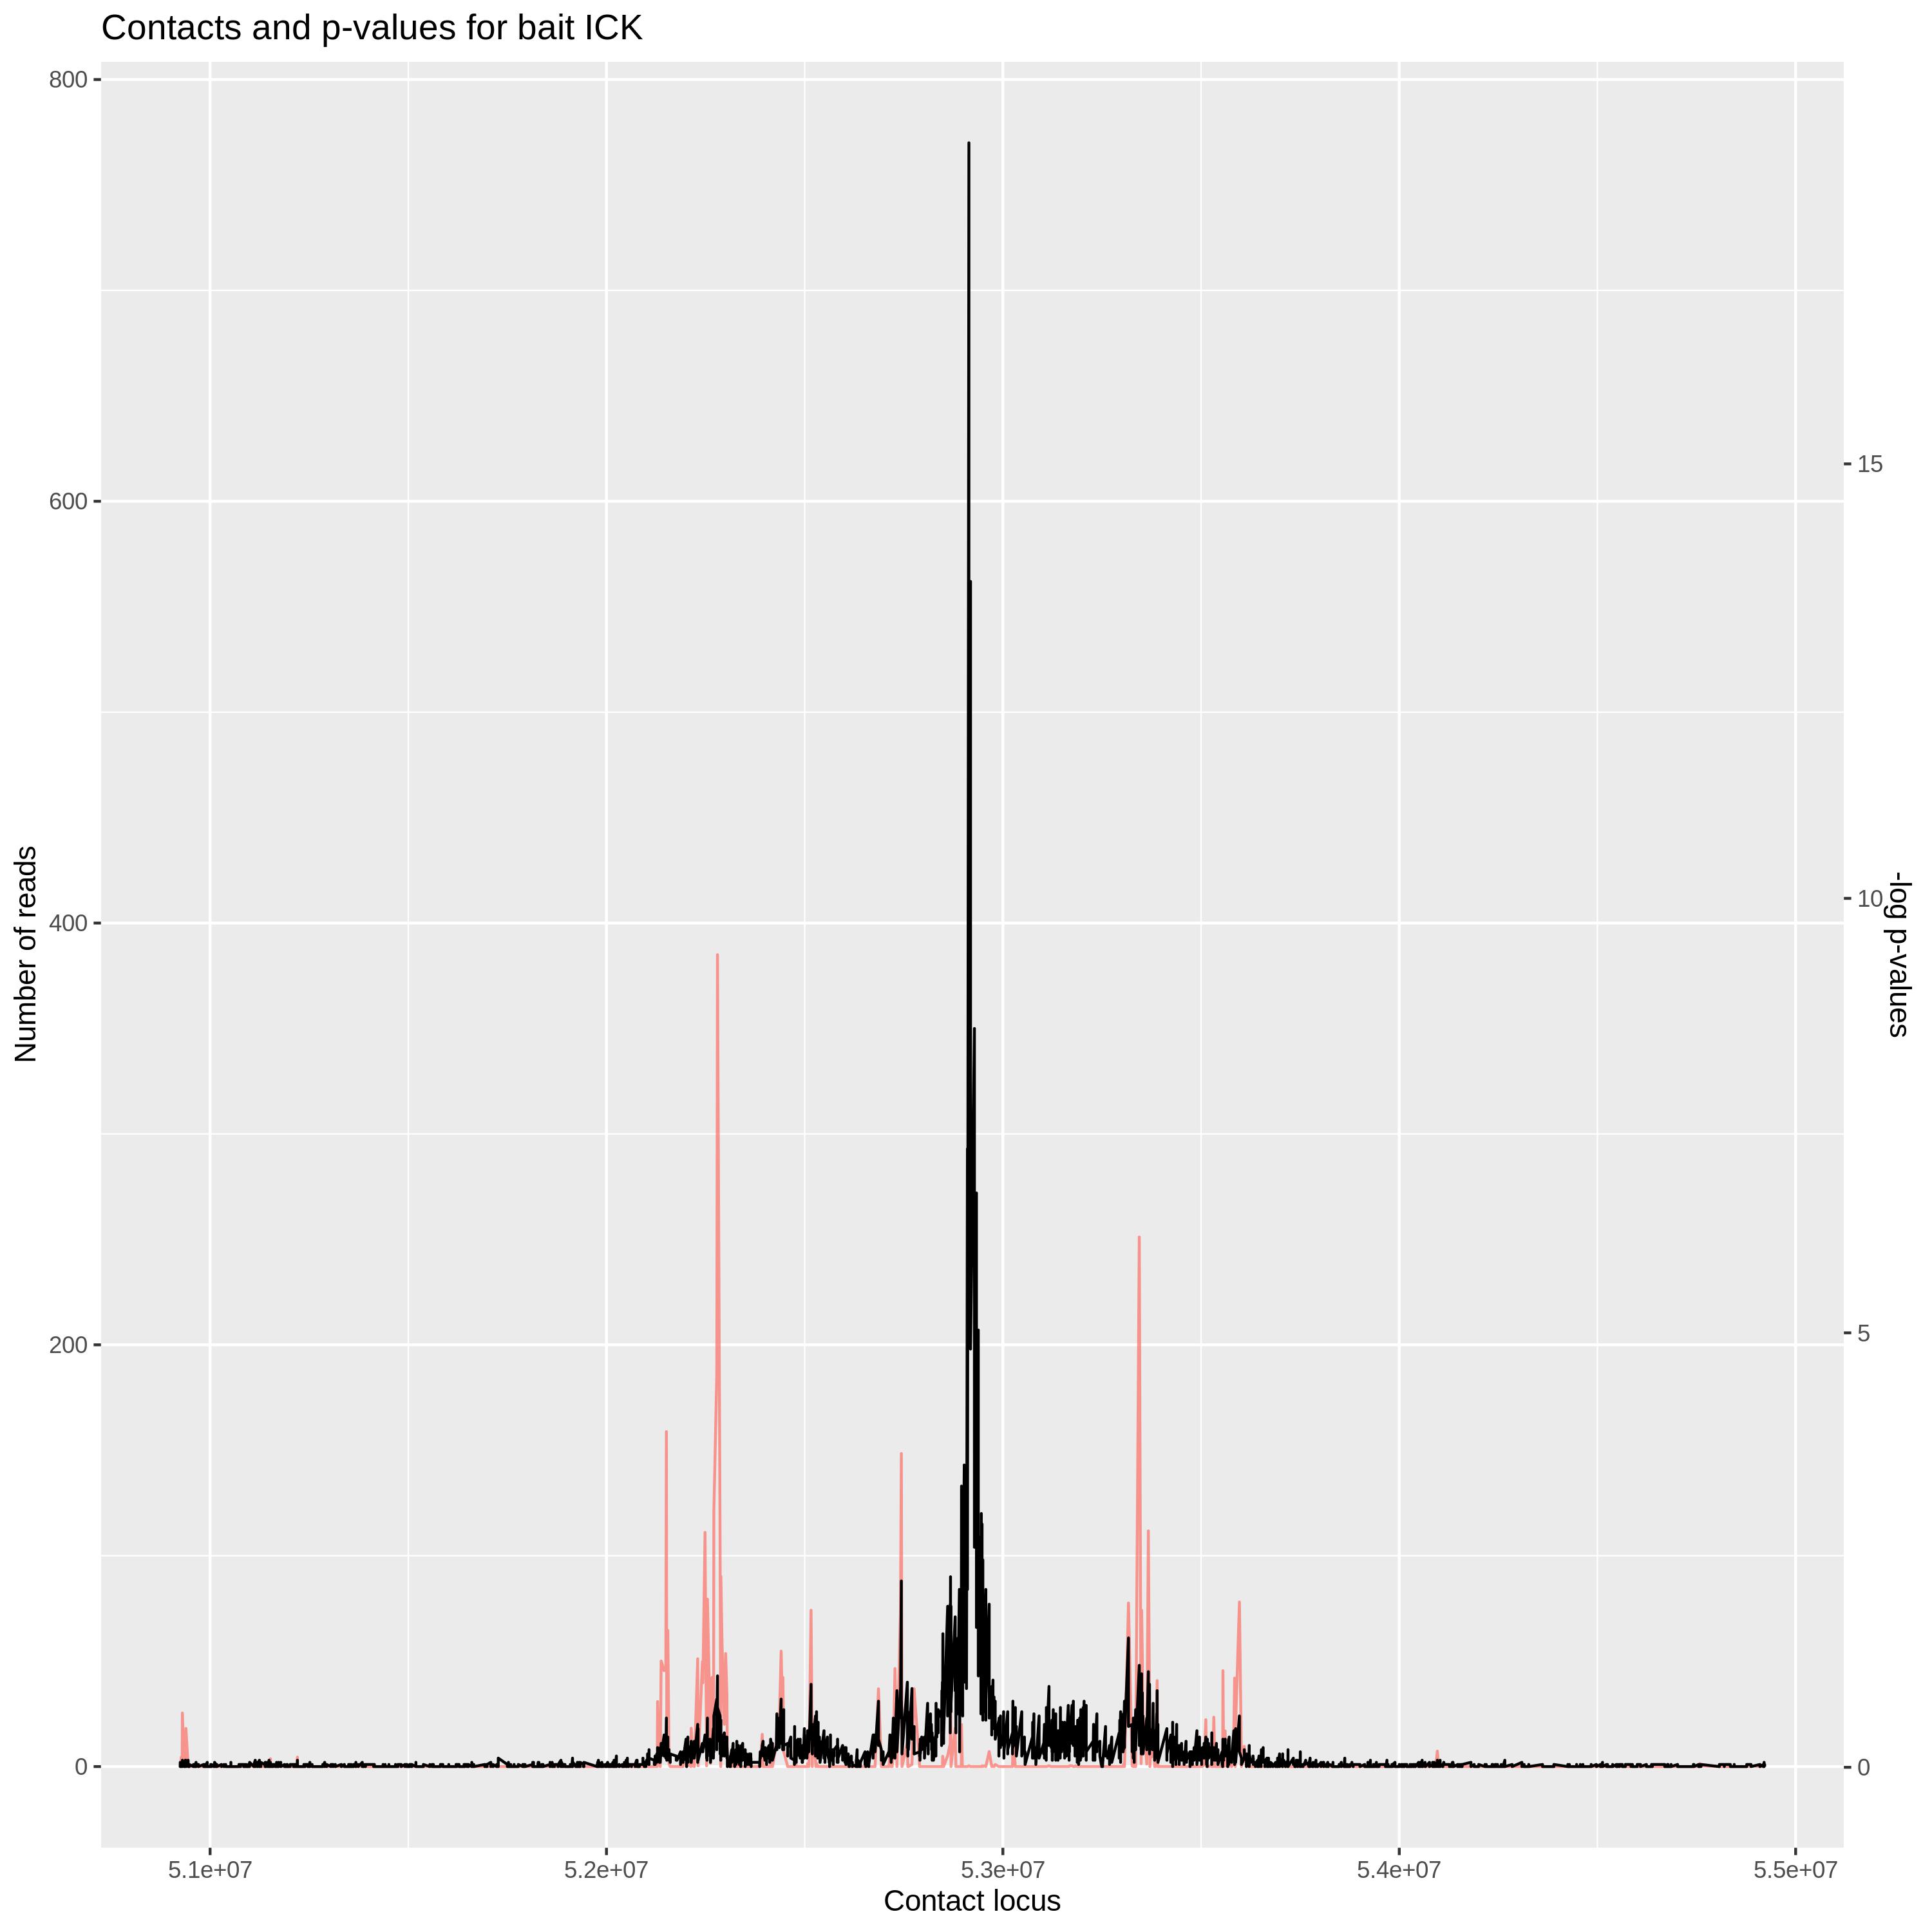 Contacts and p-values for bait ICK
800
600
400
200
0
Number of reads
15
10
5
0
-log p-values
5.1e+07
5.2e+07
5.3e+07
5.4e+07
5.5e+07
Contact locus